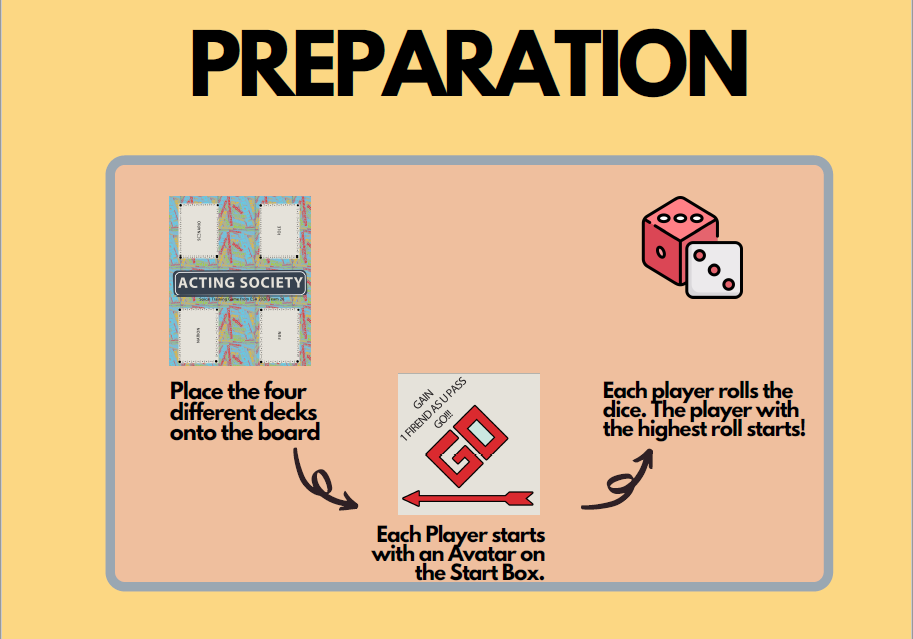 PREPARATION
SCENARIO
ROLE
ACTING SOCIETY
Place the four
different decks
onto the board
GAIN
1 FIREND AS U PASS
GO!!!
GO
Each Player starts
with an Avatar on
the Start Box.
Each player rolls the
dice. The player with
the highest roll starts!